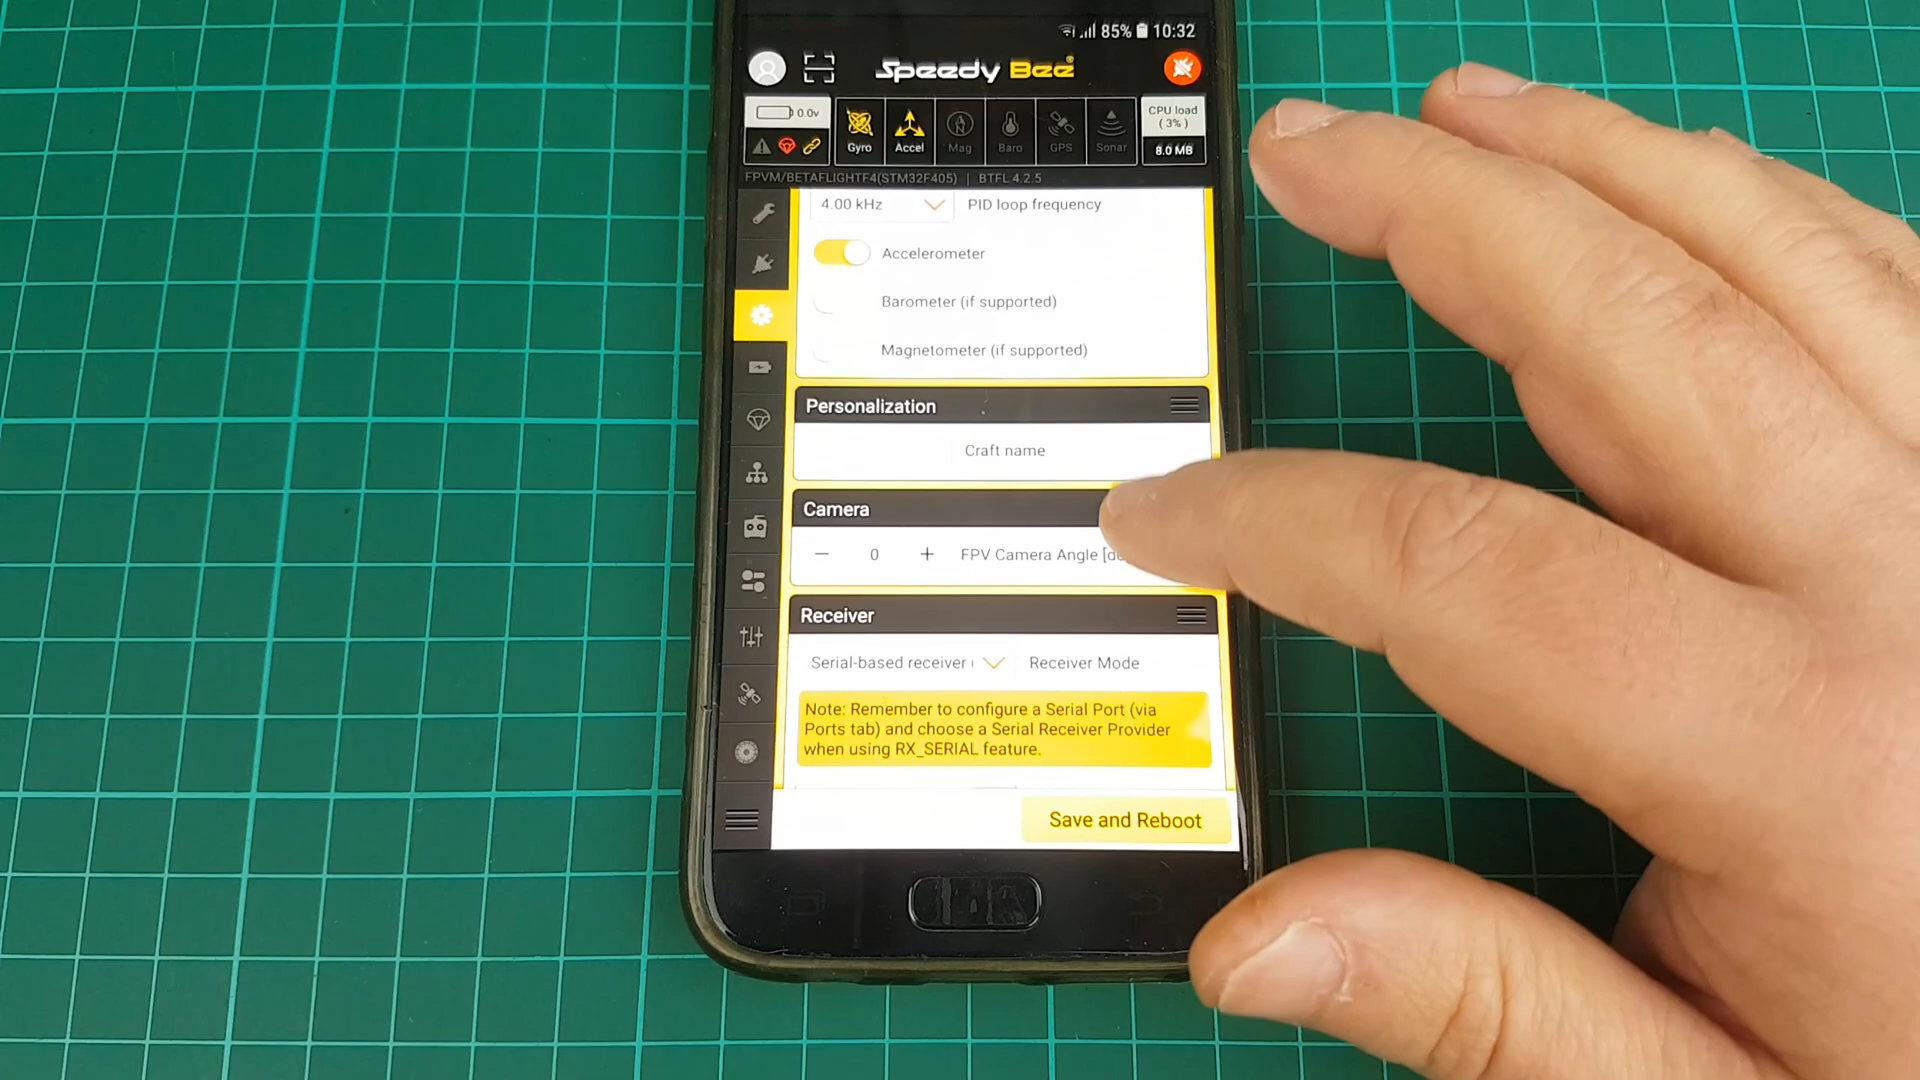 85% 10:32
Speedy Bee
0.0v
Gyro Accel Mag Baro GPS Sonar
CPU load
( 3% )
8.0 MB
FPVM/BETAFLIGHTF4(STM32F405) | BTFL 4.2.5
4.00 kHz PID loop frequency
Accelerometer
Barometer (if supported)
Magnetometer (if supported)
Personalization
Craft name
Camera
− 0 + FPV Camera Angle
Receiver
Serial-based receiver Receiver Mode
Note: Remember to configure a Serial Port (via
Ports tab) and choose a Serial Receiver Provider
when using RX_SERIAL feature.
Save and Reboot